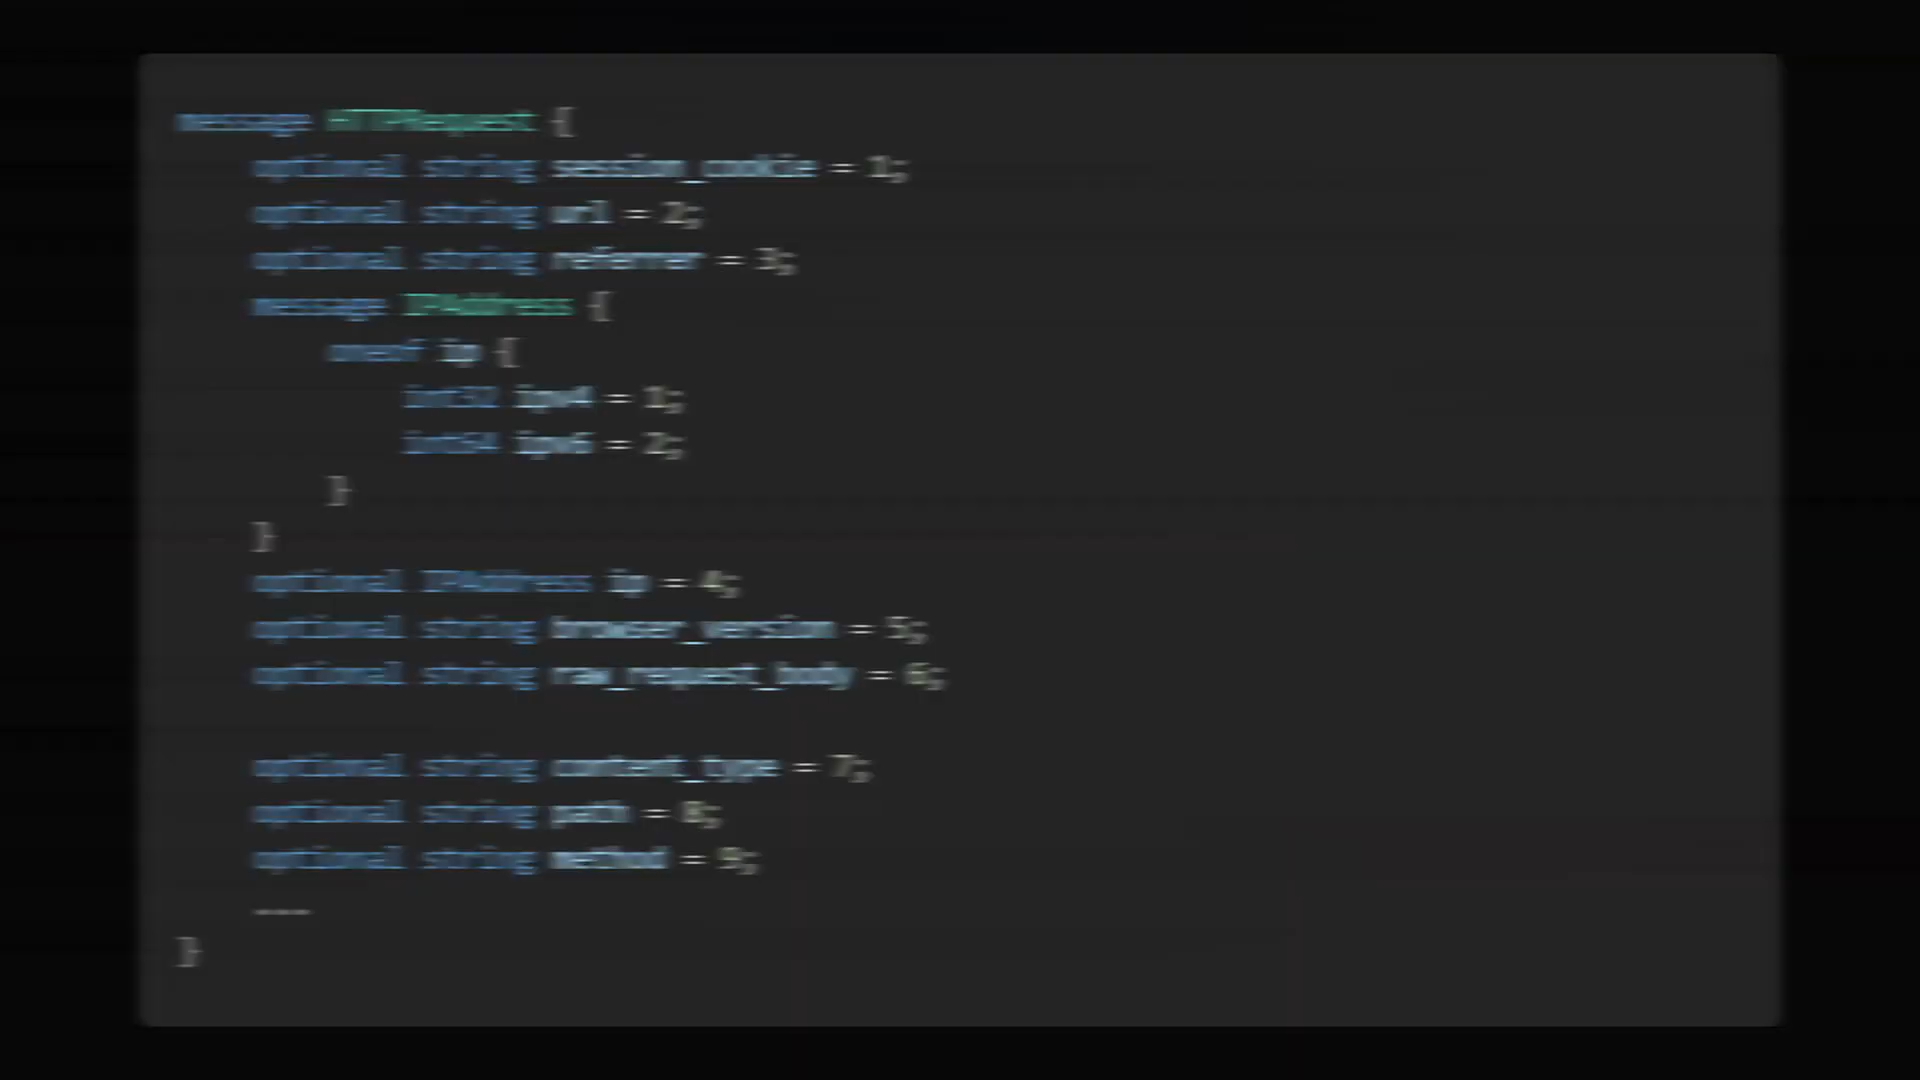 message HTTPRequest {
optional string session_cookie = 1;
optional string url = 2;
optional string referrer = 3;
message IPAddress {
oneof ip {
int32 ipv4 = 1;
int64 ipv6 = 2;
}
}
optional IPAddress ip = 4;
optional string browser_version = 5;
optional string raw_request_body = 6;
optional string content_type = 7;
optional string path = 8;
optional string method = 9;
...
}